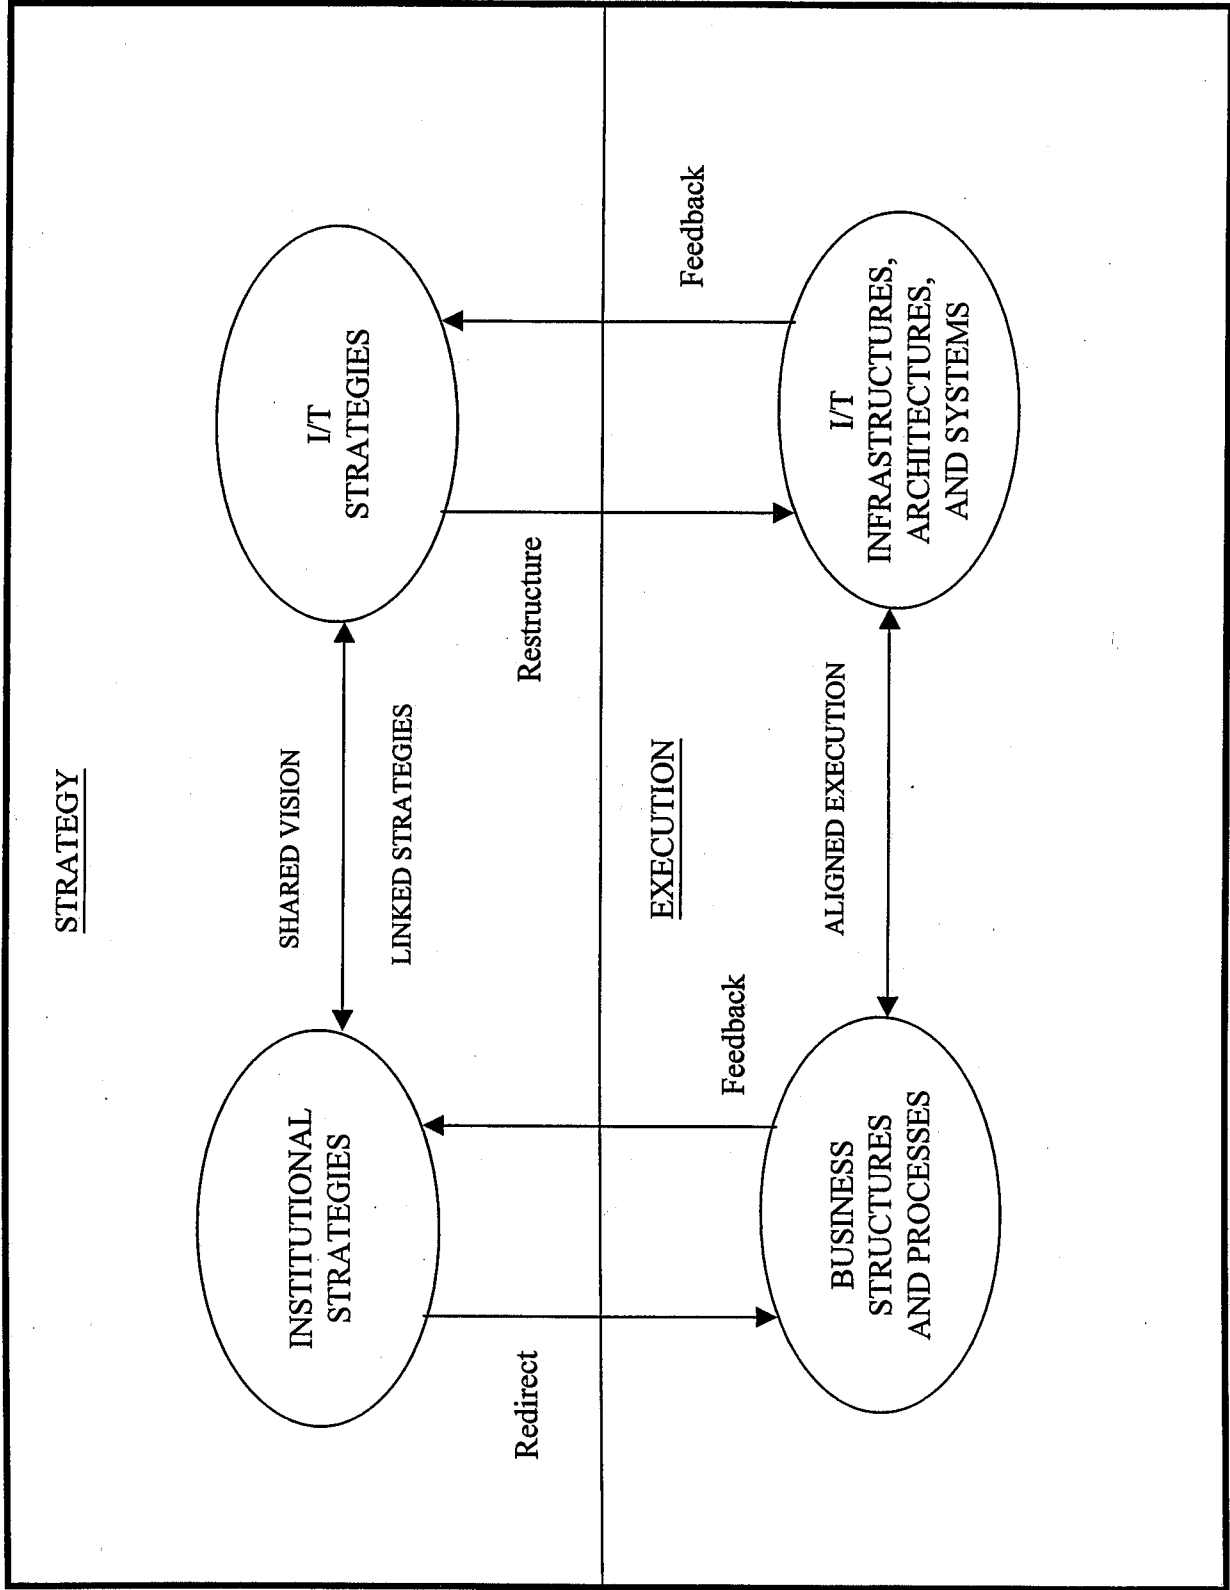 STRATEGY
INSTITUTIONAL
STRATEGIES
SHARED VISION
LINKED STRATEGIES
I/T
STRATEGIES
Redirect
Feedback
Restructure
Feedback
EXECUTION
BUSINESS
STRUCTURES
AND PROCESSES
ALIGNED EXECUTION
I/T
INFRASTRUCTURES,
ARCHITECTURES,
AND SYSTEMS